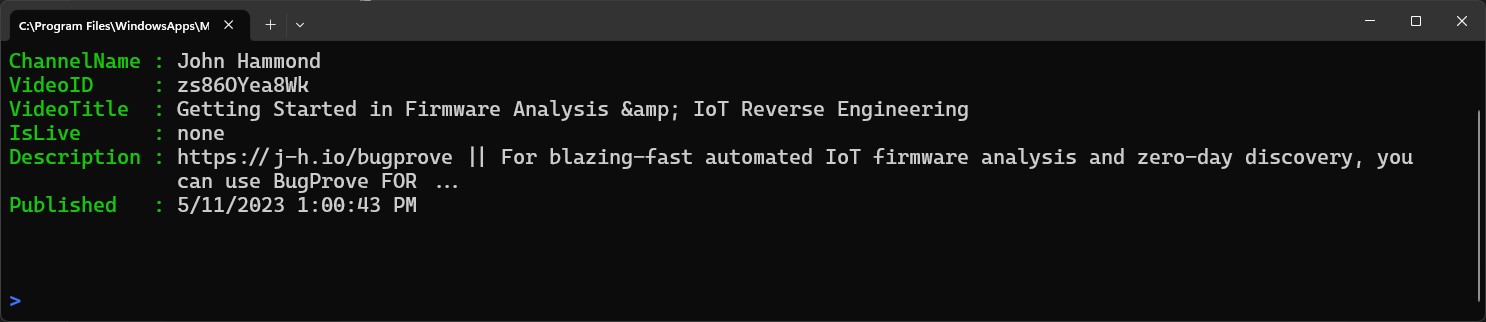 C:\Program Files\WindowsApps\M
ChannelName : John Hammond
VideoID     : zs86OYea8Wk
VideoTitle  : Getting Started in Firmware Analysis &amp; IoT Reverse Engineering
IsLive      : none
Description : https://j-h.io/bugprove || For blazing-fast automated IoT firmware analysis and zero-day discovery, you
can use BugProve FOR ...
Published   : 5/11/2023 1:00:43 PM
>